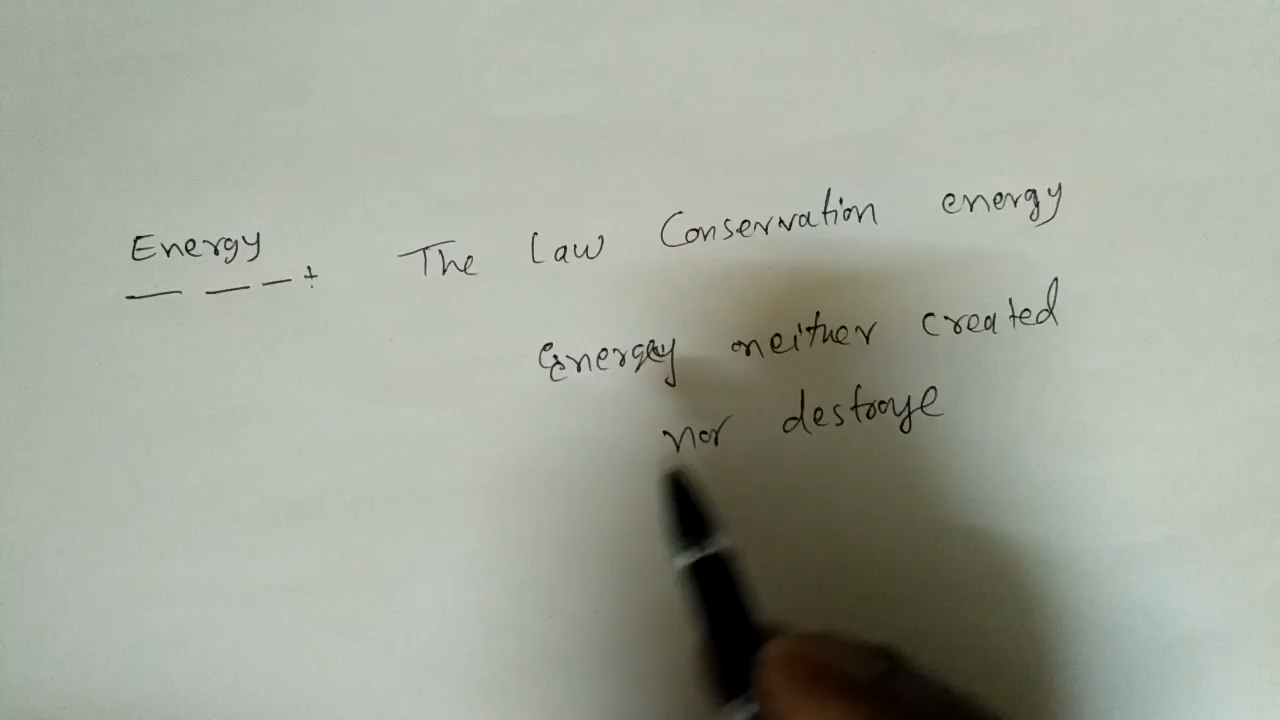 Energy The law Conservation energy
Energy neither created
nor destroye